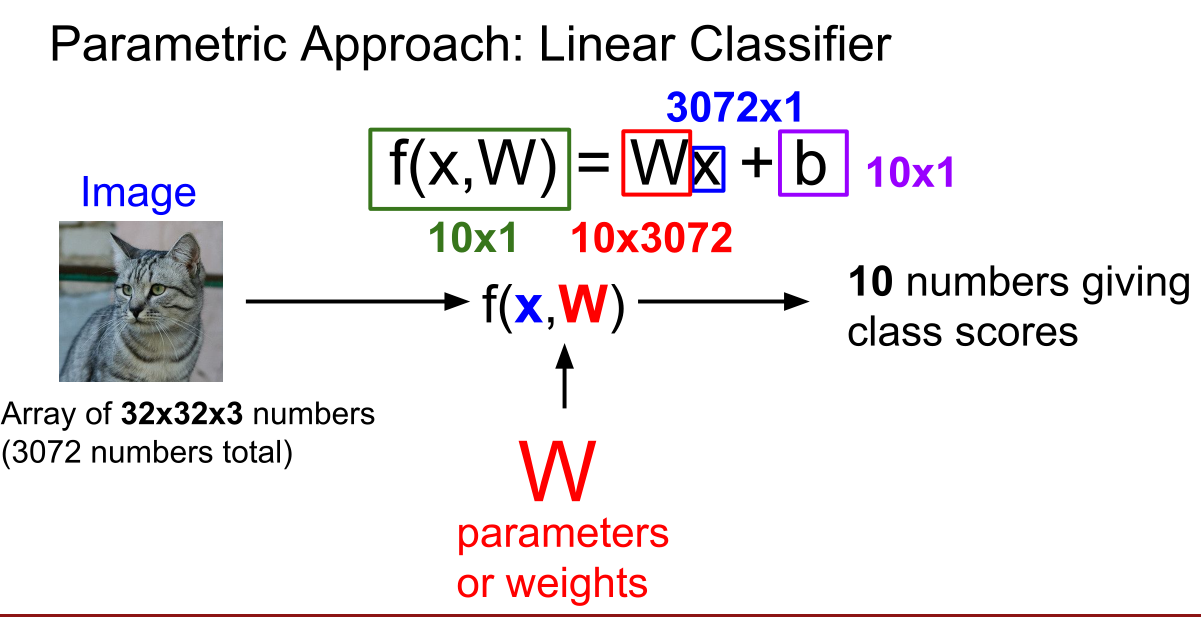 Parametric Approach: Linear Classifier
3072x1
f(x,W) = Wx + b 10x1
Image
10x1 10x3072
f(x,W)
10 numbers giving
class scores
Array of 32x32x3 numbers
(3072 numbers total)
W
parameters
or weights